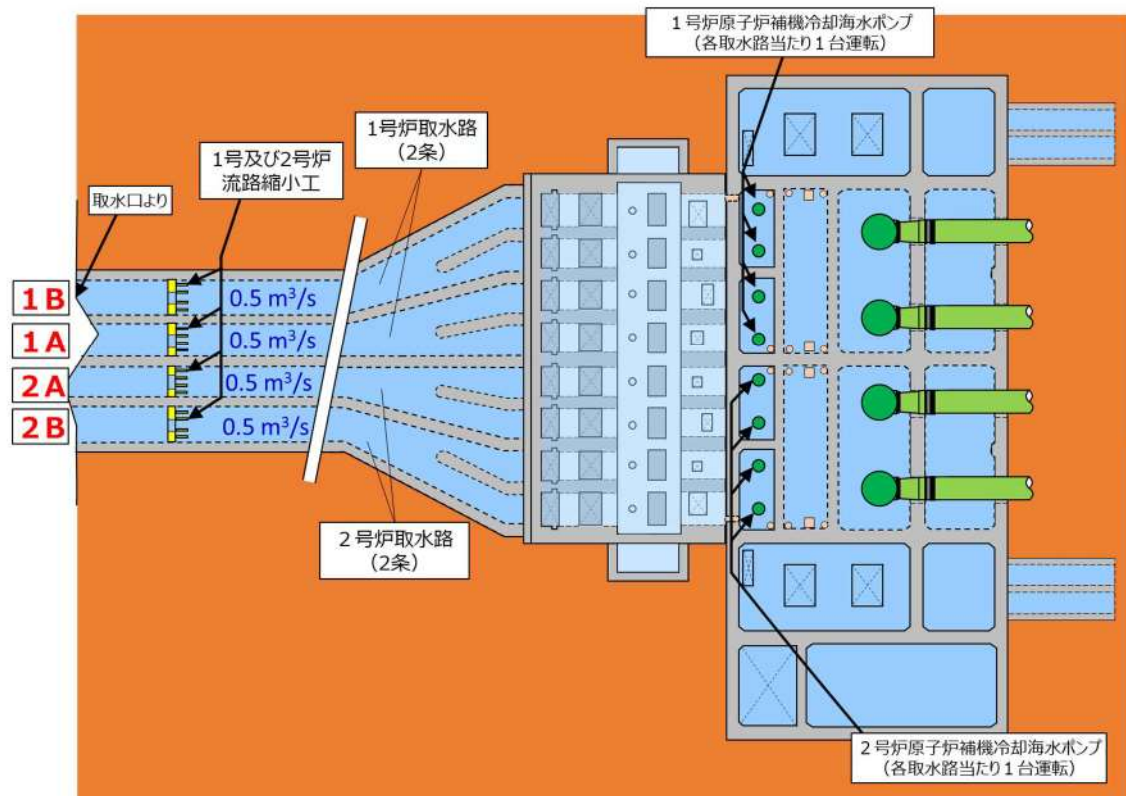 1号炉原子炉補機冷却海水ポンプ
（各取水路当たり1台運転）
1号炉取水路
（2条）
1号及び2号炉
流路縮小工
取水口より
1B
0.5 m³/s
1A
0.5 m³/s
2A
0.5 m³/s
2B
0.5 m³/s
2号炉取水路
（2条）
2号炉原子炉補機冷却海水ポンプ
（各取水路当たり1台運転）